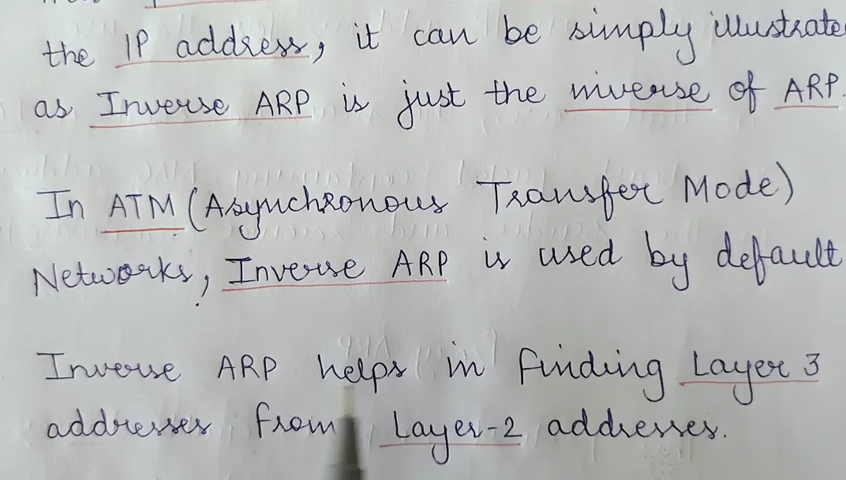 the IP address, it can be simply illustrate
as Inverse ARP is just the inverse of ARP.
In ATM (Asynchronous Transfer Mode)
Networks, Inverse ARP is used by default
Inverse ARP helps in finding Layer 3
addresses from Layer-2 addresses.